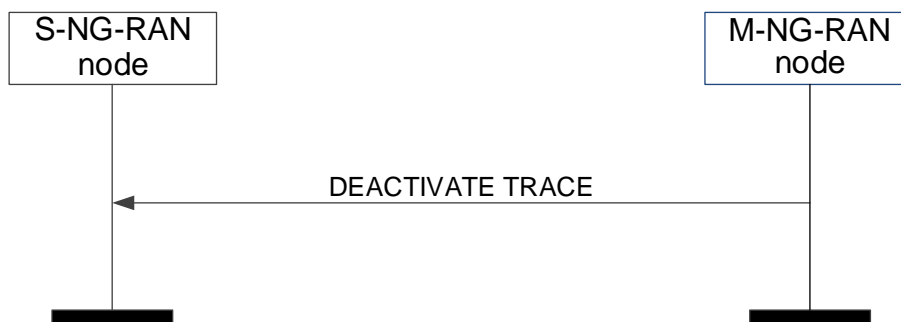 S-NG-RAN
node
M-NG-RAN
node
DEACTIVATE TRACE